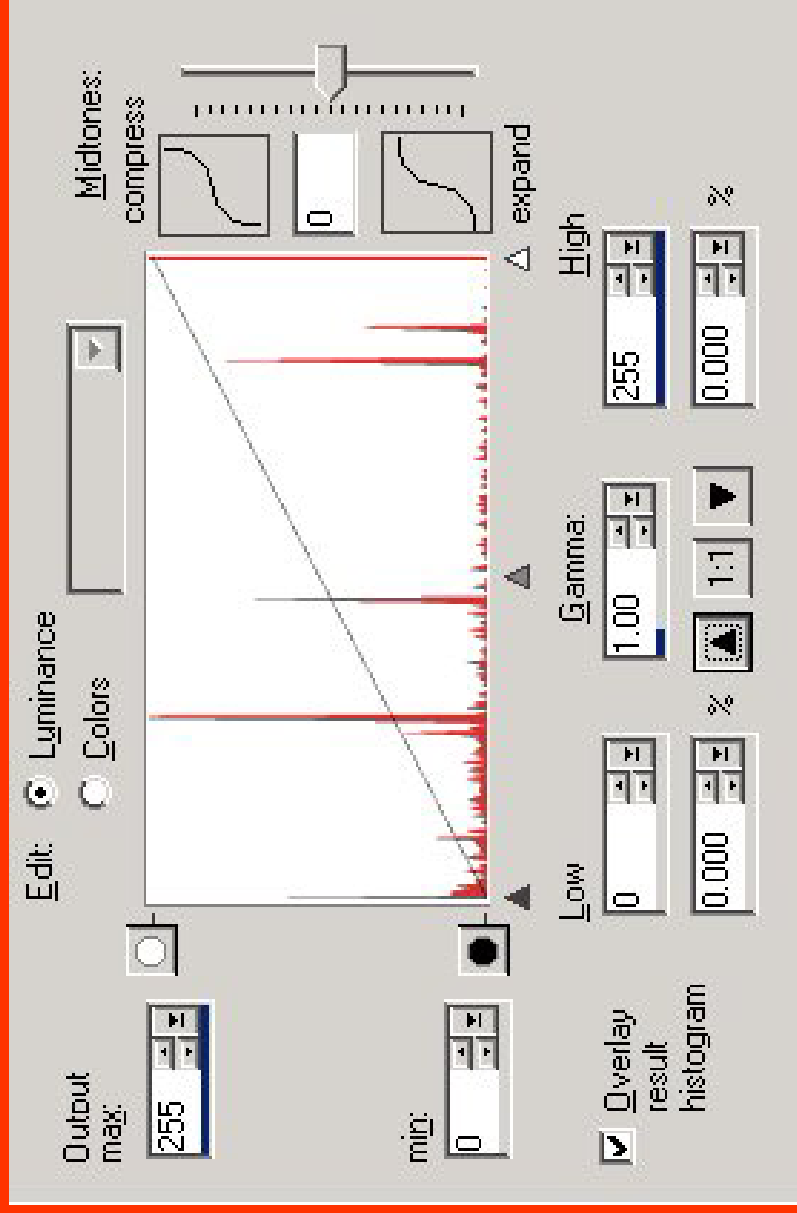 Edit:
Luminance
Colors
Midtones:
compress
Outout
max:
255
0
min:
0
expand
Low
Gamma:
High
0
1.00
255
Overlay
result
histogram
0.000
%
1:1
0.000
%